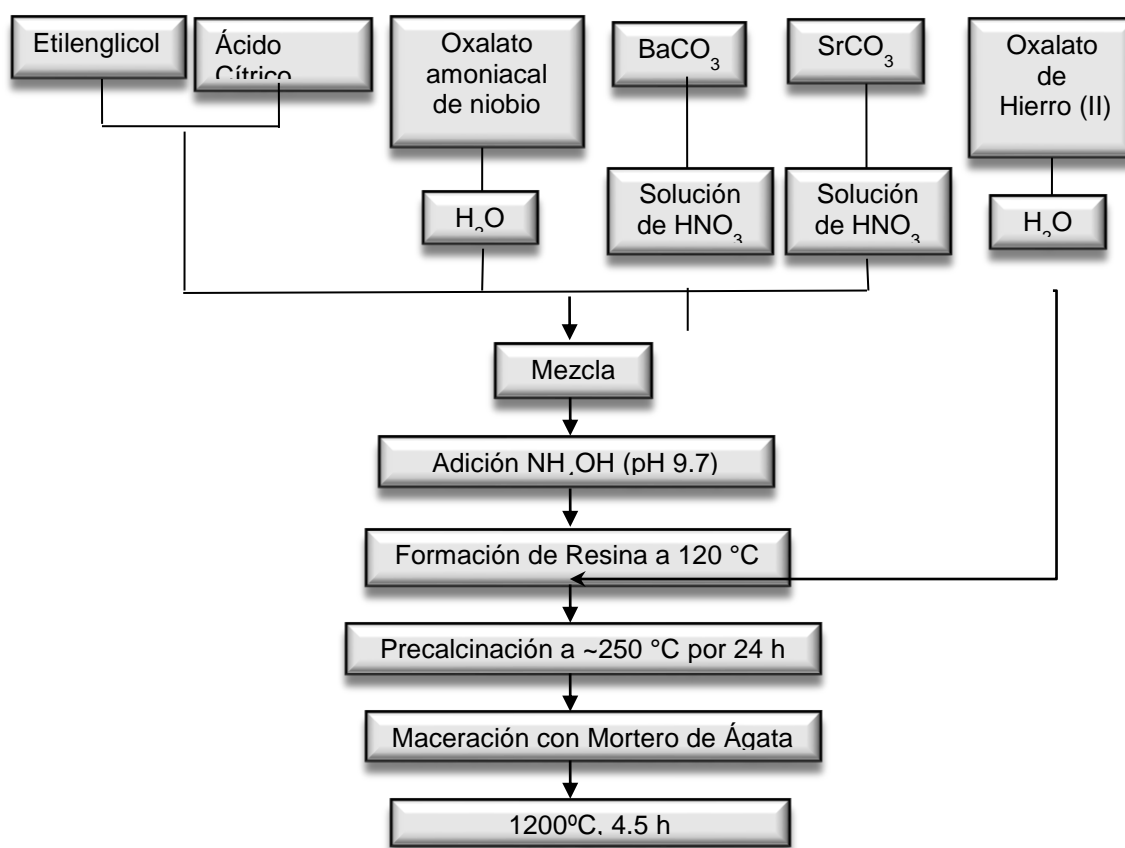 Etilenglicol
Ácido
Cítrico
Oxalato
amoniacal
de niobio
BaCO₃
SrCO₃
Oxalato
de
Hierro (II)
H₂O
Solución
de HNO₃
Solución
de HNO₃
H₂O
Mezcla
Adición NH₄OH (pH 9.7)
Formación de Resina a 120 °C
Precalcinación a ~250 °C por 24 h
Maceración con Mortero de Ágata
1200ºC, 4.5 h